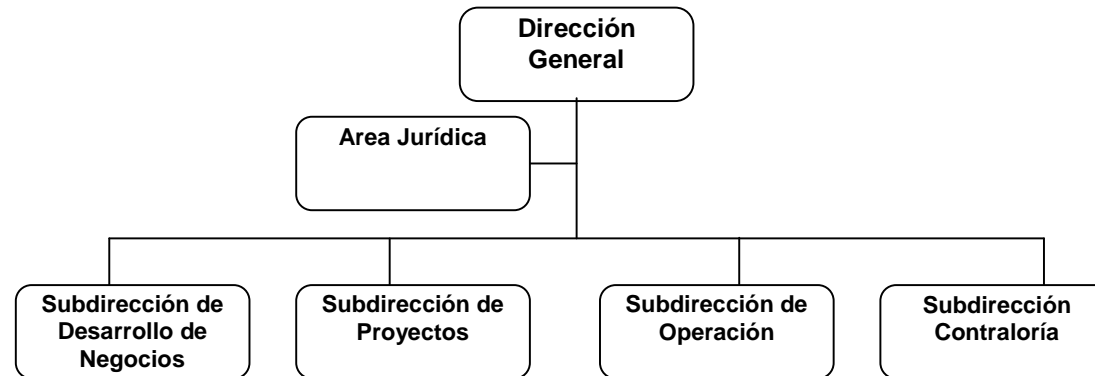 Dirección
General
Area Jurídica
Subdirección de
Desarrollo de
Negocios
Subdirección de
Proyectos
Subdirección de
Operación
Subdirección
Contraloría